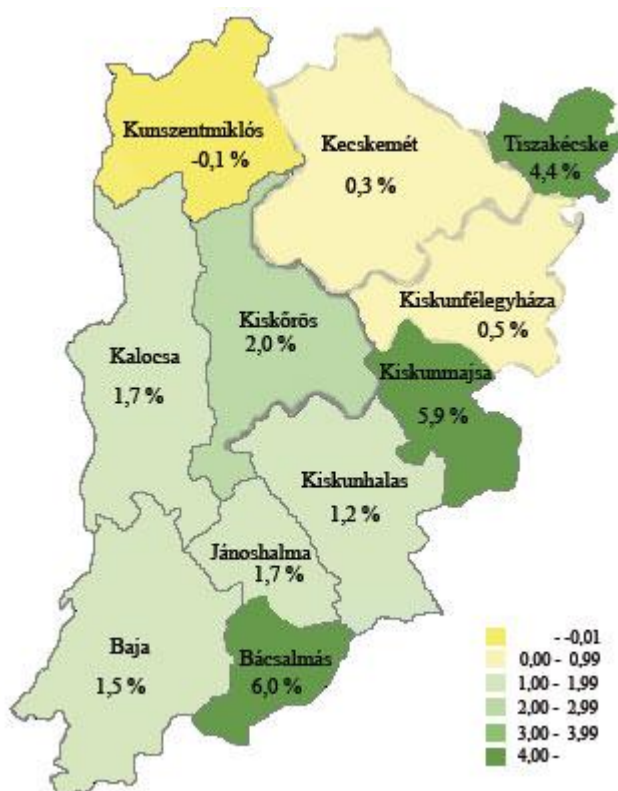 Kunszentmiklós
-0,1 %
Kecskemét
0,3 %
Tiszakécske
4,4 %
Kiskunfélegyháza
0,5 %
Kiskőrös
2,0 %
Kalocsa
1,7 %
Kiskunmajsa
5,9 %
Kiskunhalas
1,2 %
Jánoshalma
1,7 %
Baja
1,5 %
Bácsalmás
6,0 %
- -0,01
0,00 - 0,99
1,00 - 1,99
2,00 - 2,99
3,00 - 3,99
4,00 -